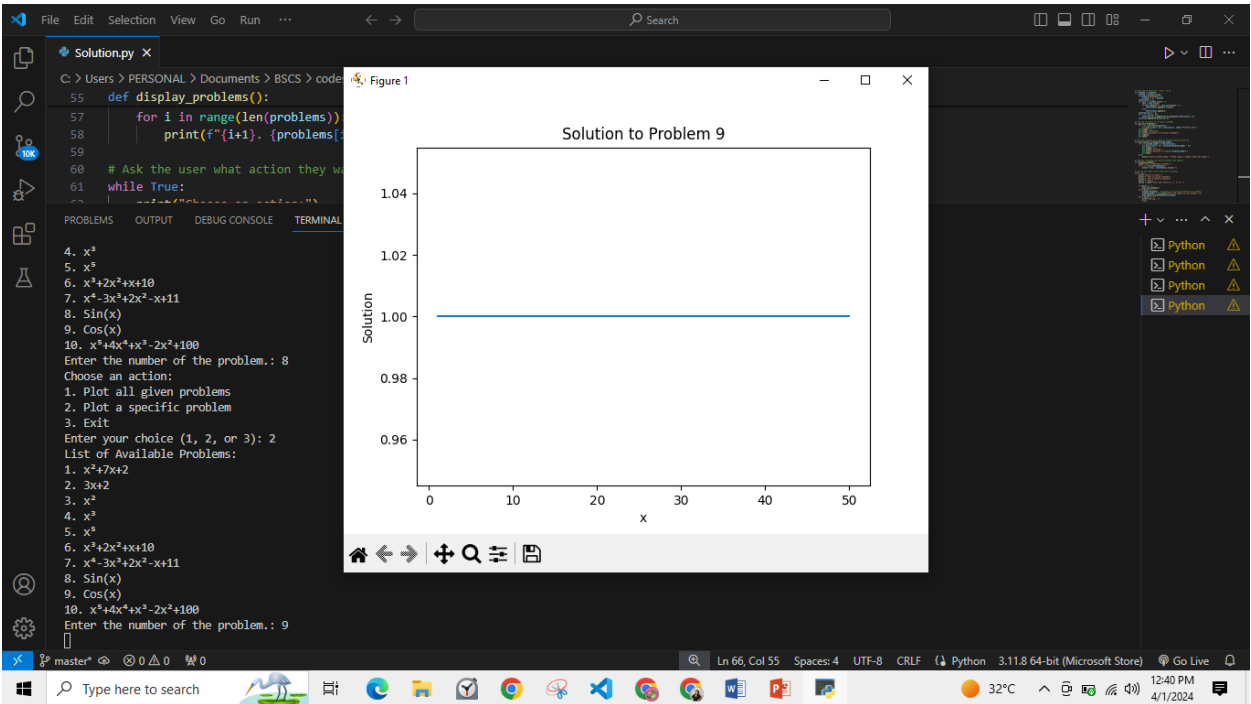 File Edit Selection View Go Run ··· Search
Solution.py
C: > Users > PERSONAL > Documents > BSCS > codes
55 def display_problems():
57 for i in range(len(problems)):
58 print(f"{i+1}. {problems[i
59
60 # Ask the user what action they wa
61 while True:
PROBLEMS OUTPUT DEBUG CONSOLE TERMINAL
4. x³
5. x⁵
6. x³+2x²+x+10
7. x⁴-3x³+2x²-x+11
8. Sin(x)
9. Cos(x)
10. x⁵+4x⁴+x³-2x²+100
Enter the number of the problem.: 8
Choose an action:
1. Plot all given problems
2. Plot a specific problem
3. Exit
Enter your choice (1, 2, or 3): 2
List of Available Problems:
1. x²+7x+2
2. 3x+2
3. x²
4. x³
5. x⁵
6. x³+2x²+x+10
7. x⁴-3x³+2x²-x+11
8. Sin(x)
9. Cos(x)
10. x⁵+4x⁴+x³-2x²+100
Enter the number of the problem.: 9
Figure 1
Solution to Problem 9
1.04
1.02
1.00
0.98
0.96
Solution
0 10 20 30 40 50
x
Python
Python
Python
Python
10K
master* 0 0 0 Ln 66, Col 55 Spaces: 4 UTF-8 CRLF Python 3.11.8 64-bit (Microsoft Store) Go Live
Type here to search 32°C 12:40 PM
4/1/2024